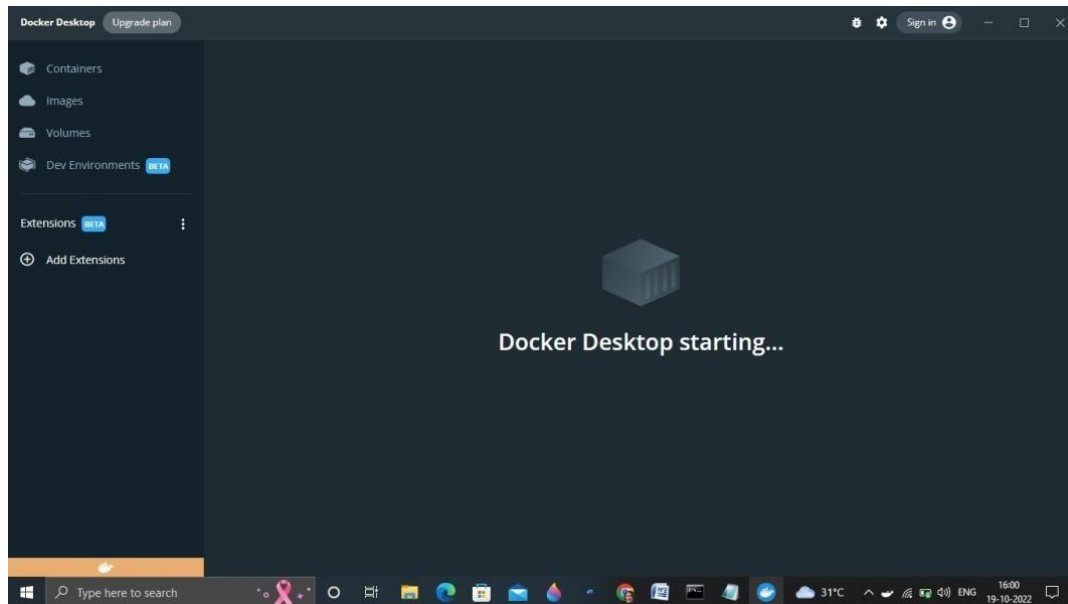 Docker Desktop Upgrade plan Sign in
Containers
Images
Volumes
Dev Environments BETA
Extensions BETA
Add Extensions
Docker Desktop starting...
Type here to search 31°C ENG 16:00
19-10-2022